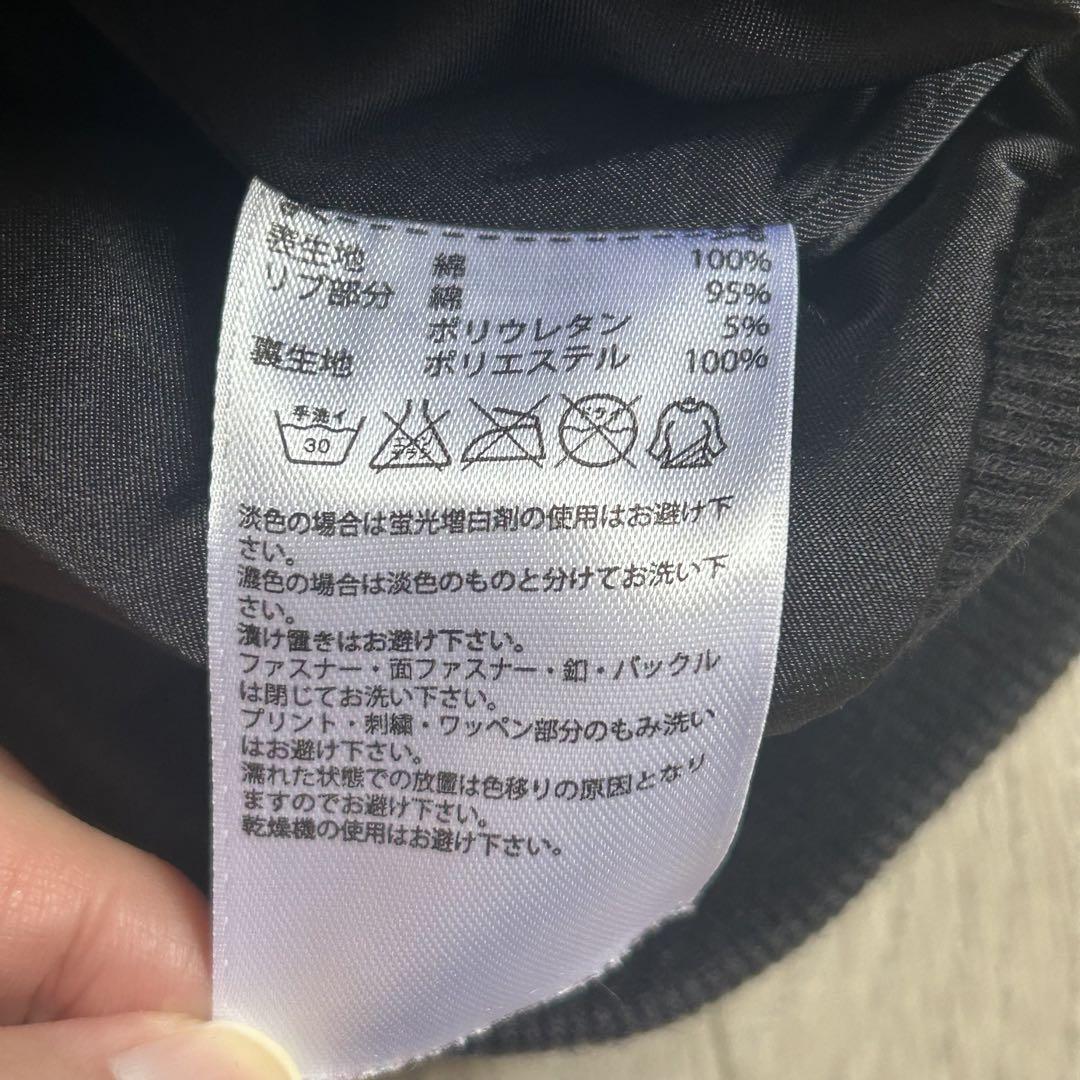 表生地 綿 100%
リブ部分 綿 95%
ポリウレタン 5%
裏生地 ポリエステル 100%
手洗イ 30 エンソ サラシ ドライ
淡色の場合は蛍光増白剤の使用はお避け下
さい。
濃色の場合は淡色のものと分けてお洗い下
さい。
漬け置きはお避け下さい。
ファスナー・面ファスナー・釦・バックル
は閉じてお洗い下さい。
プリント・刺繍・ワッペン部分のもみ洗い
はお避け下さい。
濡れた状態での放置は色移りの原因となり
ますのでお避け下さい。
乾燥機の使用はお避け下さい。